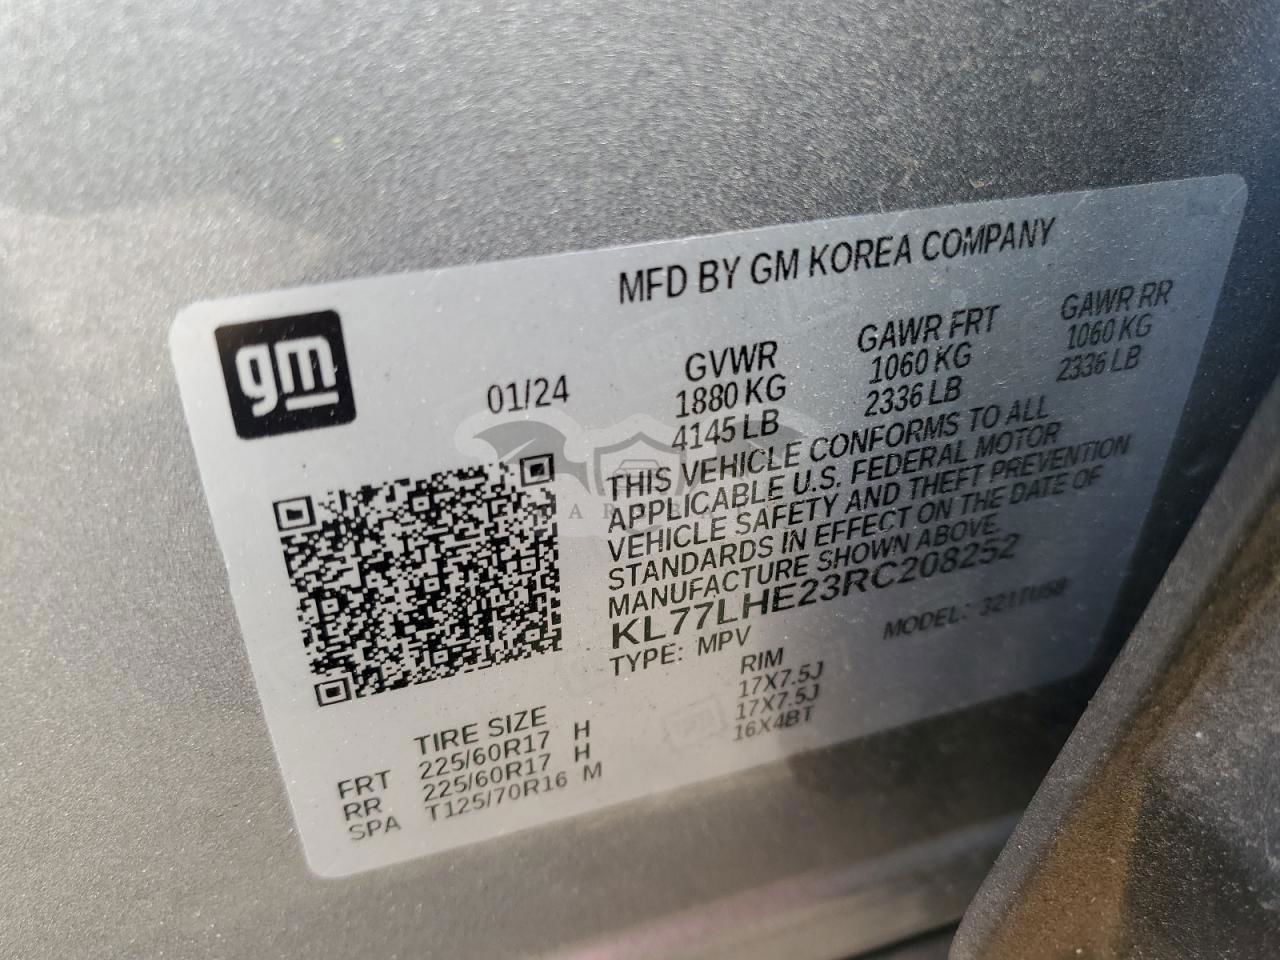 MFD BY GM KOREA COMPANY
gm
01/24
GVWR GAWR FRT GAWR RR
1880 KG 1060 KG 1060 KG
4145 LB 2336 LB 2336 LB
THIS VEHICLE CONFORMS TO ALL
APPLICABLE U.S. FEDERAL MOTOR
VEHICLE SAFETY AND THEFT PREVENTION
STANDARDS IN EFFECT ON THE DATE OF
MANUFACTURE SHOWN ABOVE.
KL77LHE23RC208252
TYPE: MPV MODEL:
TIRE SIZE RIM
FRT 225/60R17 H 17X7.5J
RR 225/60R17 H 17X7.5J
SPA T125/70R16 M 16X4BT